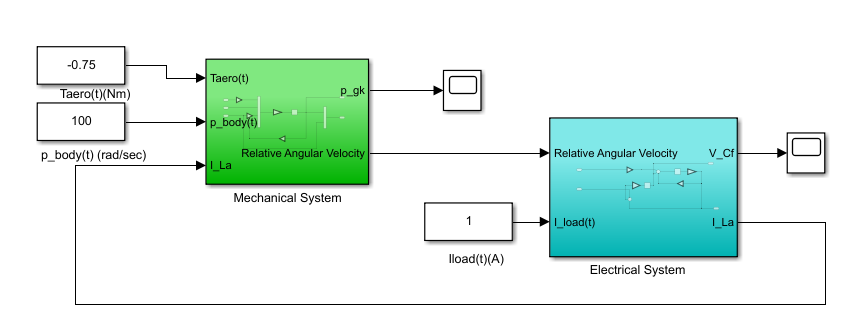 -0.75
Taero(t)(Nm)
100
p_body(t) (rad/sec)
Taero(t)
p_body(t)
I_La
p_gk
Relative Angular Velocity
Mechanical System
1
Iload(t)(A)
Relative Angular Velocity
I_load(t)
V_Cf
I_La
Electrical System